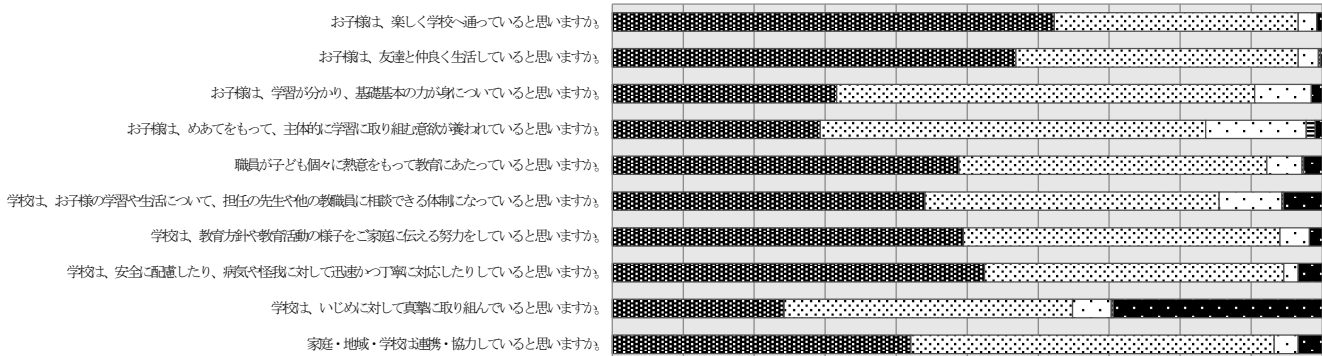 お子様は、楽しく学校へ通っていると思いますか。
お子様は、友達と仲良く生活していると思いますか。
お子様は、学習が分かり、基礎基本の力が身についていると思いますか。
お子様は、めあてをもって、主体的に学習に取り組む意欲が養われていると思いますか。
職員が子ども個々に熱意をもって教育にあたっていると思いますか。
学校は、お子様の学習や生活について、担任の先生や他の教職員に相談できる体制になっていると思いますか。
学校は、教育方針や教育活動の様子をご家庭に伝える努力をしていると思いますか。
学校は、安全に配慮したり、病気や怪我に対して迅速かつ丁寧に対応したりしていると思いますか。
学校は、いじめに対して真摯に取り組んでいると思いますか。
家庭・地域・学校は連携・協力していると思いますか。